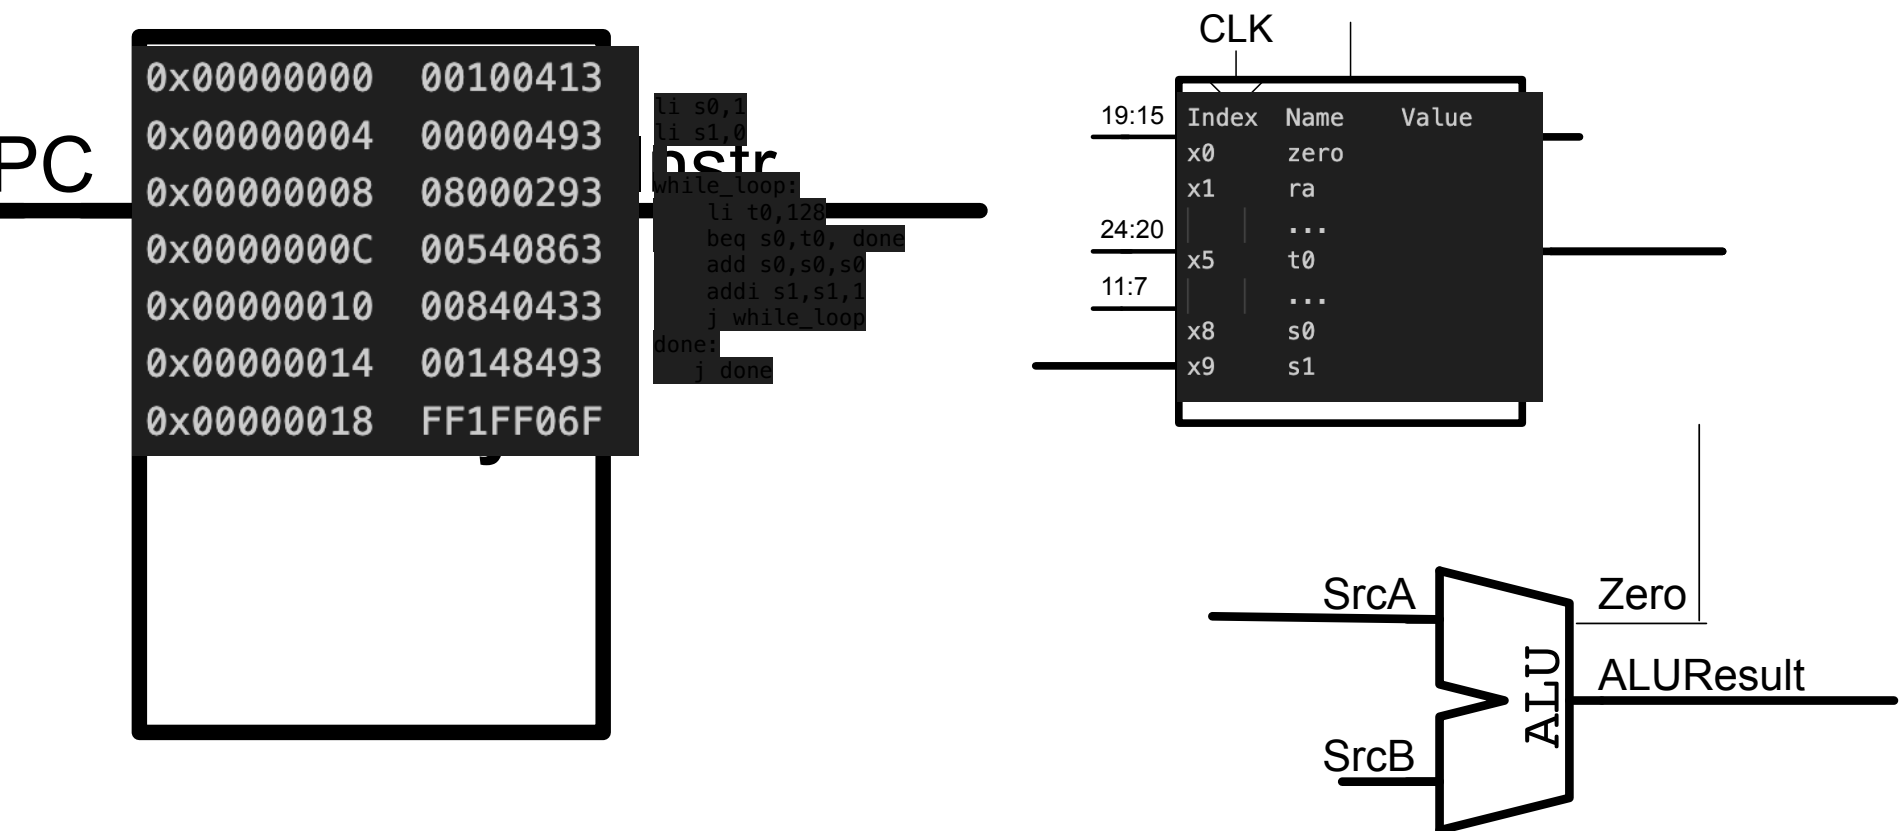 PC
0x00000000 00100413
0x00000004 00000493
0x00000008 08000293
0x0000000C 00540863
0x00000010 00840433
0x00000014 00148493
0x00000018 FF1FF06F
li s0,1
li s1,0
while_loop:
li t0,128
beq s0,t0, done
add s0,s0,s0
addi s1,s1,1
j while_loop
done:
j done
CLK
19:15
24:20
11:7
Index Name Value
x0 zero
x1 ra
...
x5 t0
...
x8 s0
x9 s1
SrcA
SrcB
ALU
Zero
ALUResult